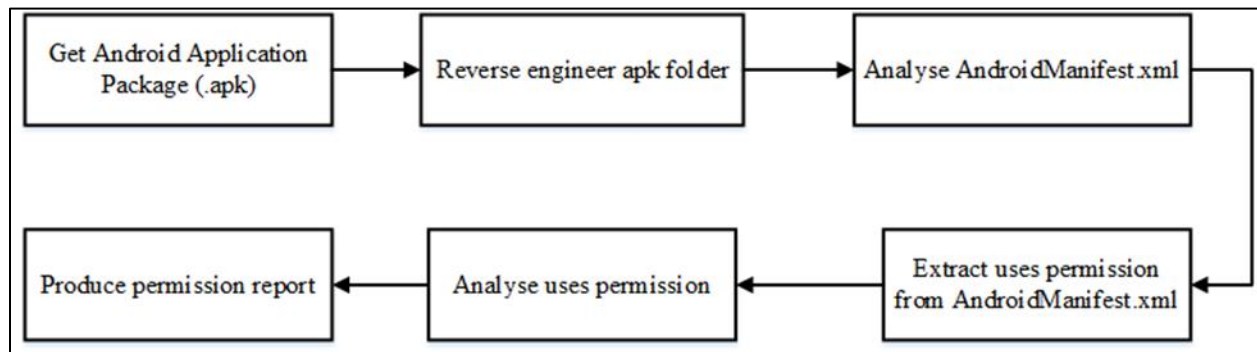 Get Android Application
Package (.apk)
Reverse engineer apk folder
Analyse AndroidManifest.xml
Extract uses permission
from AndroidManifest.xml
Analyse uses permission
Produce permission report